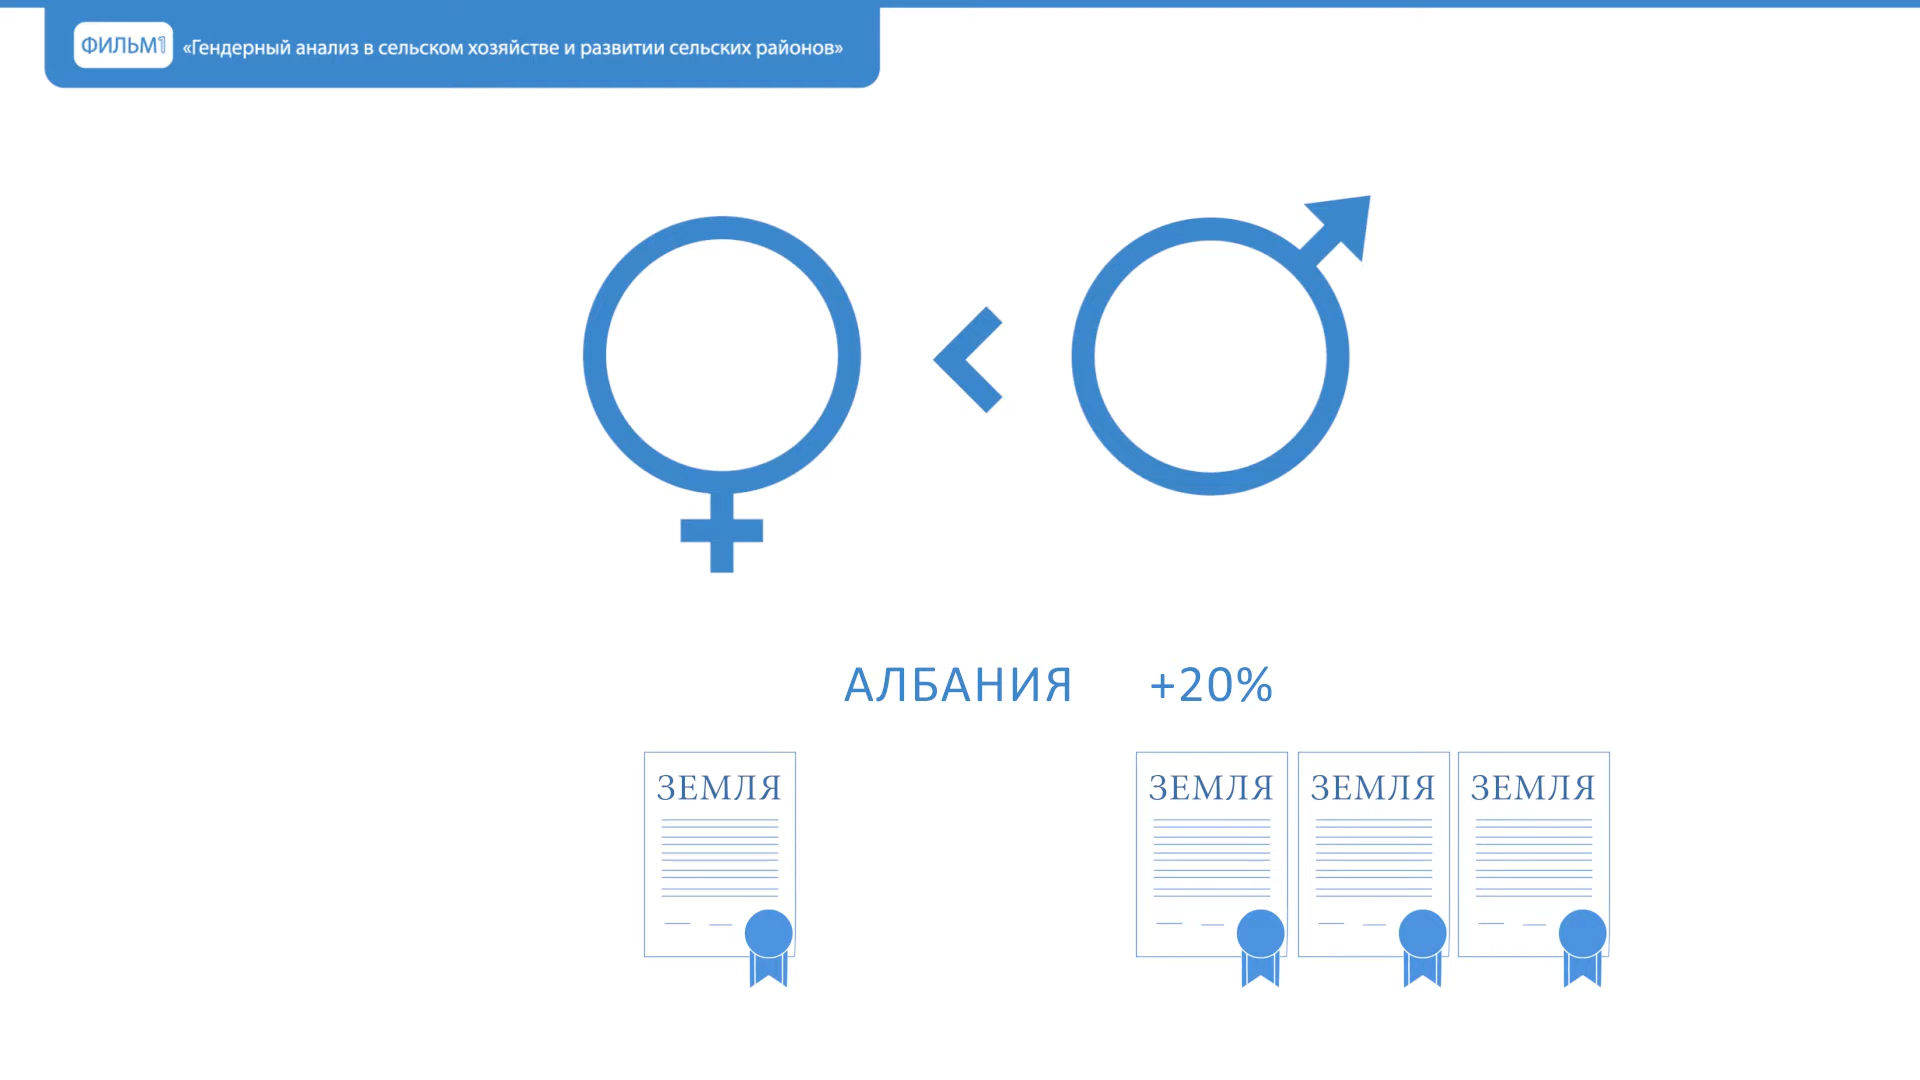 ФИЛЬМ1 «Гендерный анализ в сельском хозяйстве и развитии сельских районов»
<
АЛБАНИЯ +20%
ЗЕМЛЯ ЗЕМЛЯ ЗЕМЛЯ ЗЕМЛЯ